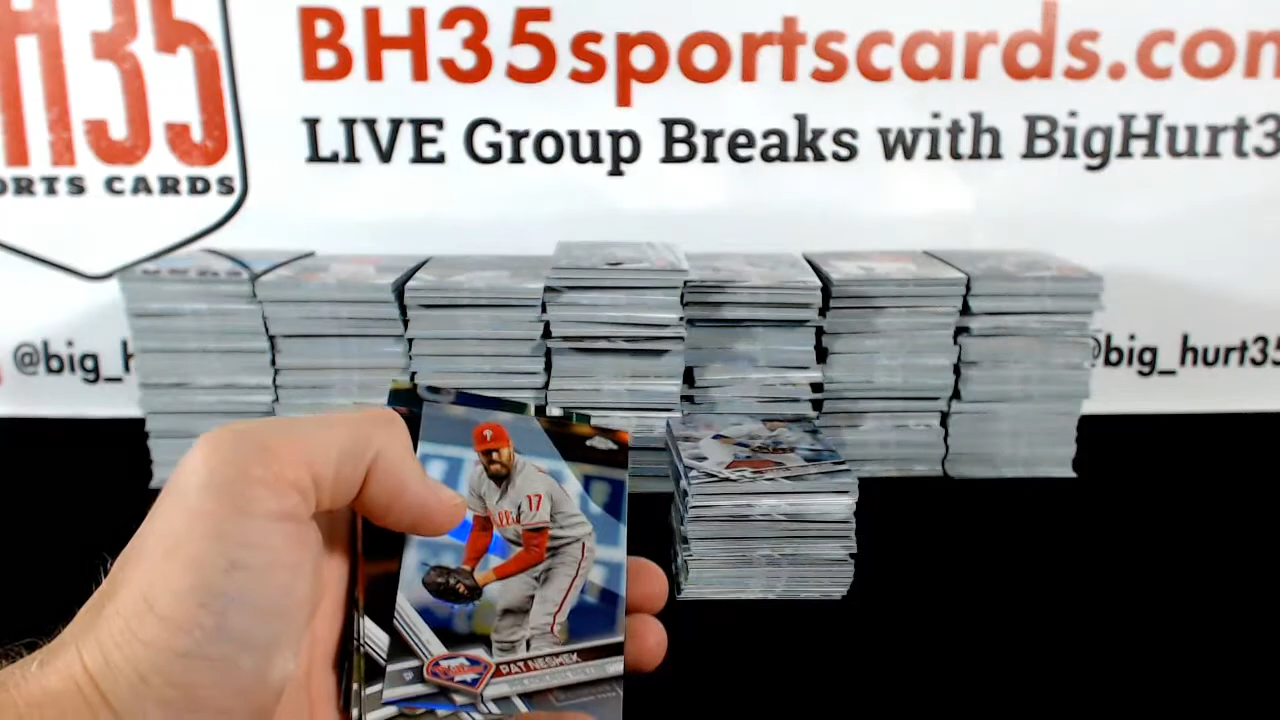 H35
ORTS CARDS
BH35sportscards.com
LIVE Group Breaks with BigHurt3
@big_h
@big_hurt35
P
17
PAT NESHEK